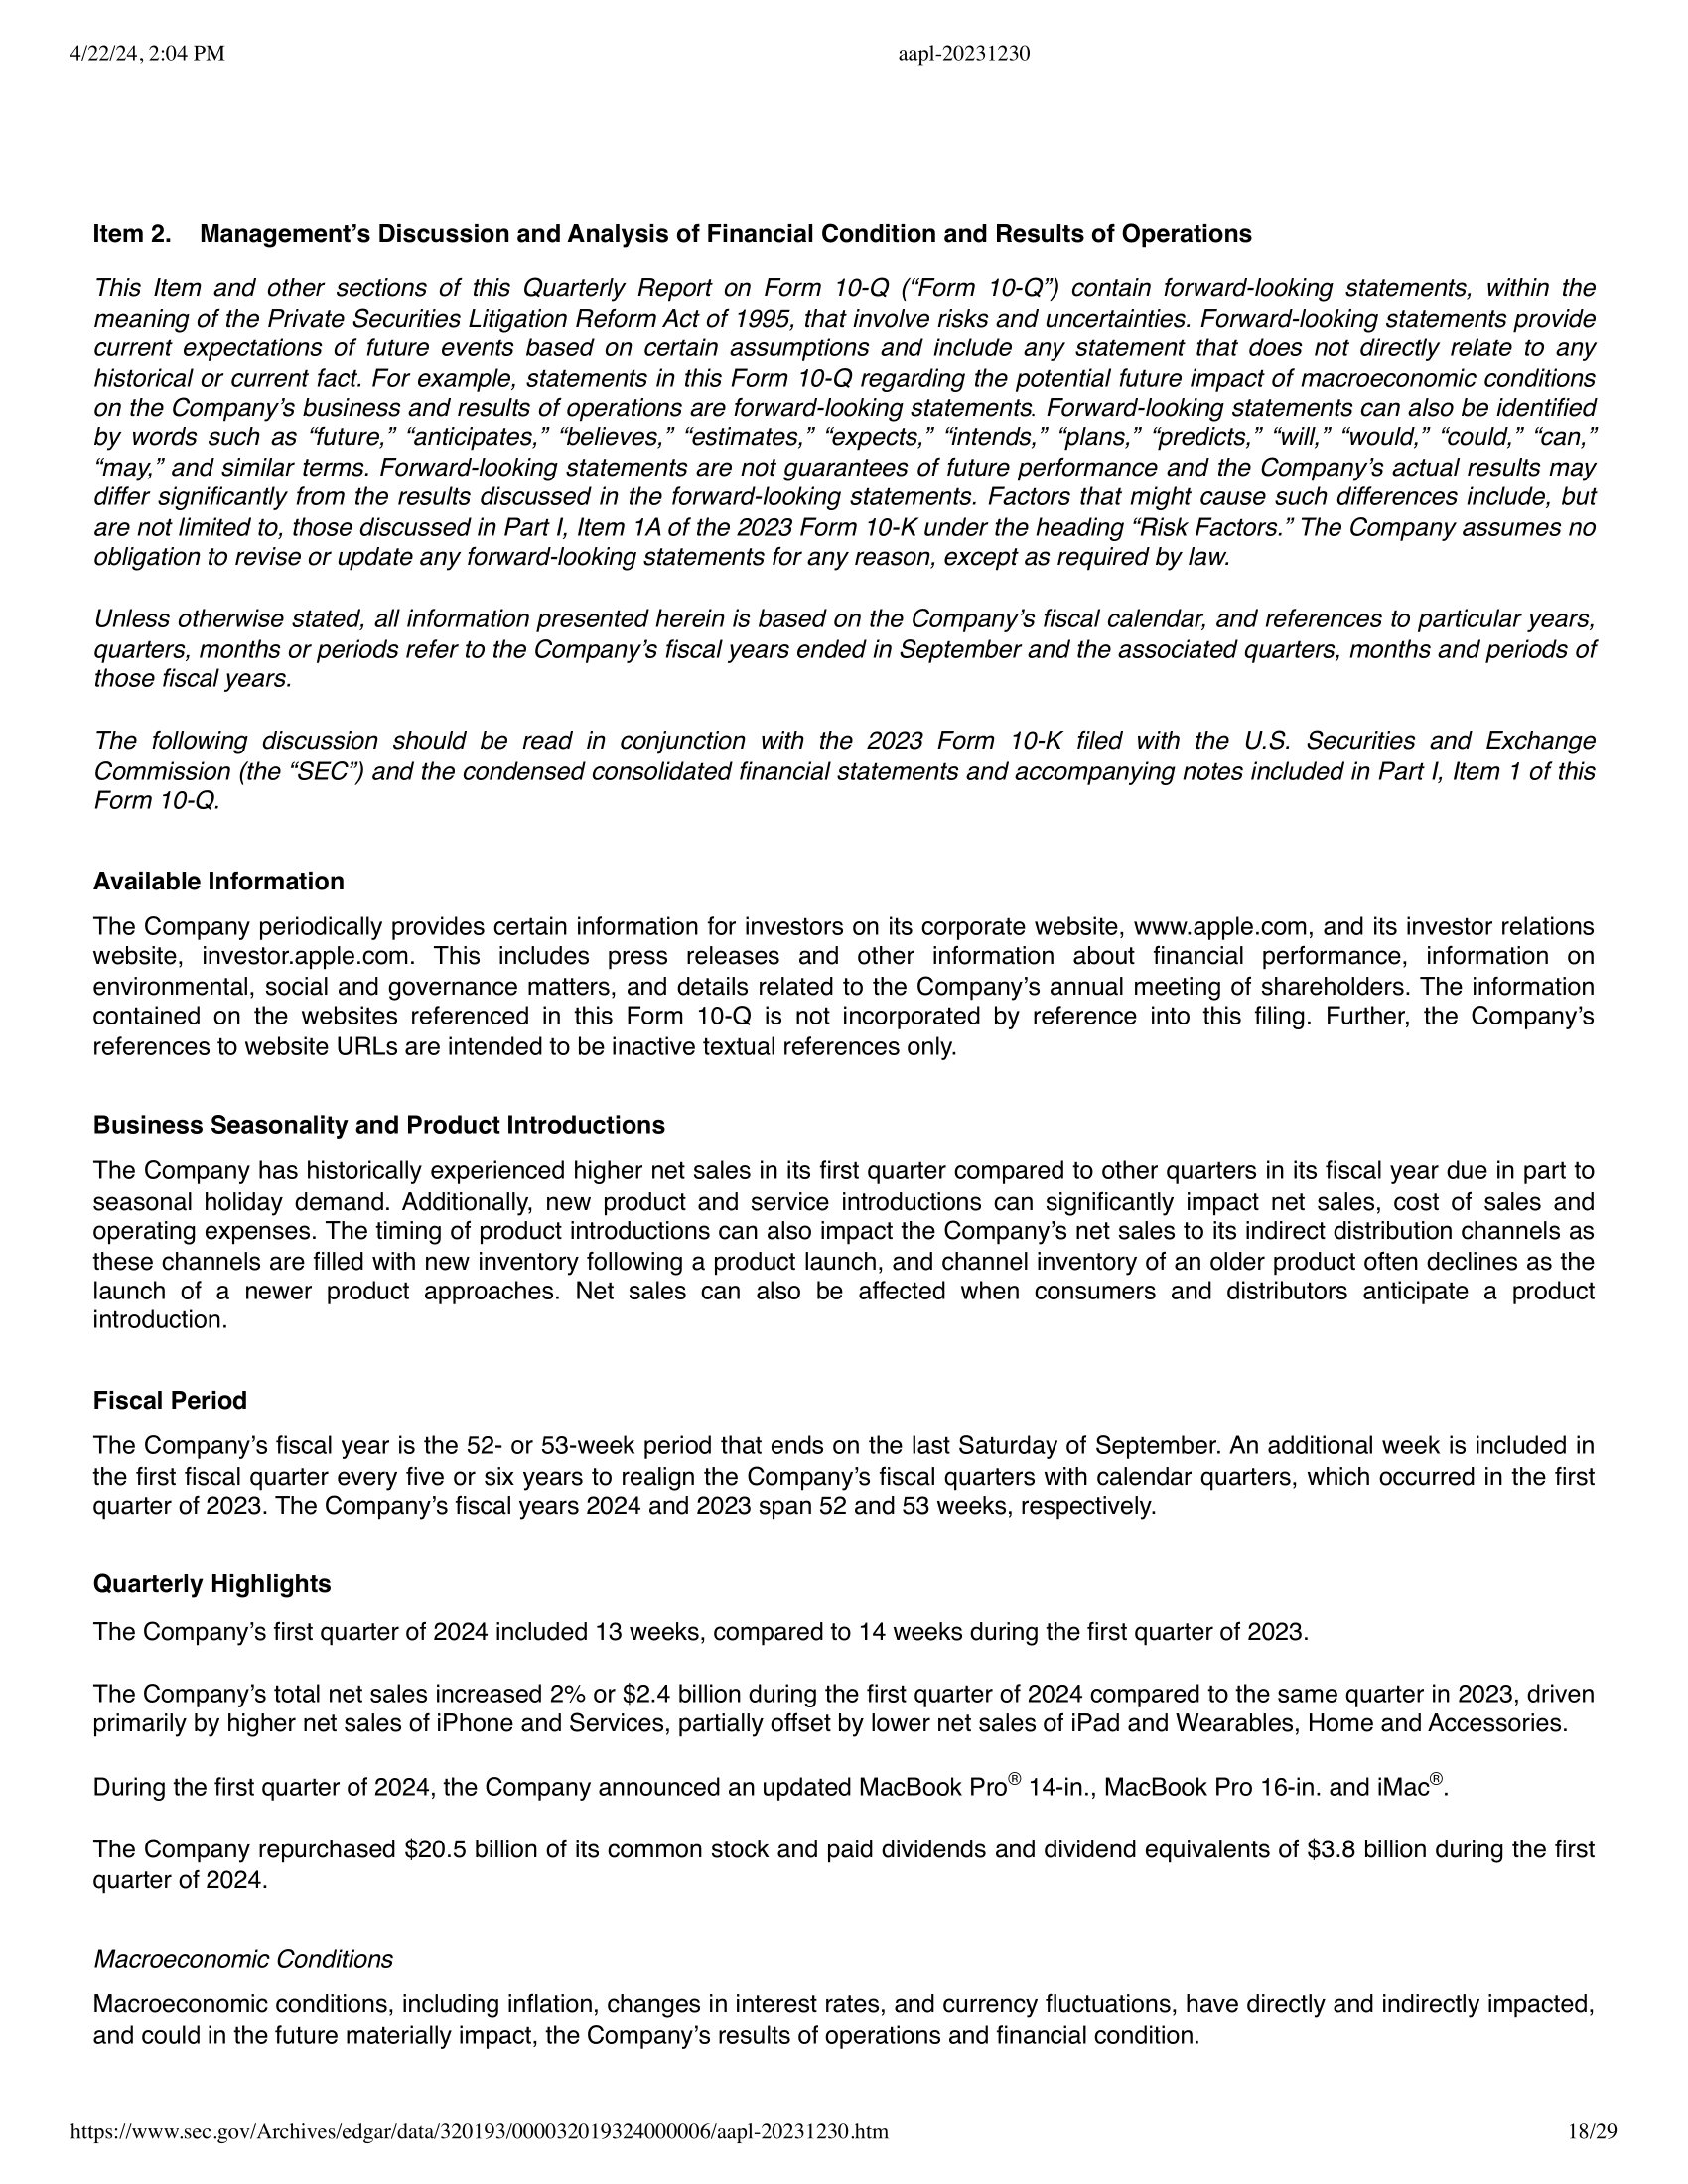 4/22/24, 2:04 PM
aapl-20231230
Item 2. Management’s Discussion and Analysis of Financial Condition and Results of Operations
This Item and other sections of this Quarterly Report on Form 10-Q (“Form 10-Q”) contain forward-looking statements, within the
meaning of the Private Securities Litigation Reform Act of 1995, that involve risks and uncertainties. Forward-looking statements provide
current expectations of future events based on certain assumptions and include any statement that does not directly relate to any
historical or current fact. For example, statements in this Form 10-Q regarding the potential future impact of macroeconomic conditions
on the Company’s business and results of operations are forward-looking statements. Forward-looking statements can also be identified
by words such as “future,” “anticipates,” “believes,” “estimates,” “expects,” “intends,” “plans,” “predicts,” “will,” “would,” “could,” “can,”
“may,” and similar terms. Forward-looking statements are not guarantees of future performance and the Company’s actual results may
differ significantly from the results discussed in the forward-looking statements. Factors that might cause such differences include, but
are not limited to, those discussed in Part I, Item 1A of the 2023 Form 10-K under the heading “Risk Factors.” The Company assumes no
obligation to revise or update any forward-looking statements for any reason, except as required by law.
Unless otherwise stated, all information presented herein is based on the Company’s fiscal calendar, and references to particular years,
quarters, months or periods refer to the Company’s fiscal years ended in September and the associated quarters, months and periods of
those fiscal years.
The following discussion should be read in conjunction with the 2023 Form 10-K filed with the U.S. Securities and Exchange
Commission (the “SEC”) and the condensed consolidated financial statements and accompanying notes included in Part I, Item 1 of this
Form 10-Q.
Available Information
The Company periodically provides certain information for investors on its corporate website, www.apple.com, and its investor relations
website, investor.apple.com. This includes press releases and other information about financial performance, information on
environmental, social and governance matters, and details related to the Company’s annual meeting of shareholders. The information
contained on the websites referenced in this Form 10-Q is not incorporated by reference into this filing. Further, the Company’s
references to website URLs are intended to be inactive textual references only.
Business Seasonality and Product Introductions
The Company has historically experienced higher net sales in its first quarter compared to other quarters in its fiscal year due in part to
seasonal holiday demand. Additionally, new product and service introductions can significantly impact net sales, cost of sales and
operating expenses. The timing of product introductions can also impact the Company’s net sales to its indirect distribution channels as
these channels are filled with new inventory following a product launch, and channel inventory of an older product often declines as the
launch of a newer product approaches. Net sales can also be affected when consumers and distributors anticipate a product
introduction.
Fiscal Period
The Company’s fiscal year is the 52- or 53-week period that ends on the last Saturday of September. An additional week is included in
the first fiscal quarter every five or six years to realign the Company’s fiscal quarters with calendar quarters, which occurred in the first
quarter of 2023. The Company’s fiscal years 2024 and 2023 span 52 and 53 weeks, respectively.
Quarterly Highlights
The Company’s first quarter of 2024 included 13 weeks, compared to 14 weeks during the first quarter of 2023.
The Company’s total net sales increased 2% or $2.4 billion during the first quarter of 2024 compared to the same quarter in 2023, driven
primarily by higher net sales of iPhone and Services, partially offset by lower net sales of iPad and Wearables, Home and Accessories.
During the first quarter of 2024, the Company announced an updated MacBook Pro® 14-in., MacBook Pro 16-in. and iMac®.
The Company repurchased $20.5 billion of its common stock and paid dividends and dividend equivalents of $3.8 billion during the first
quarter of 2024.
Macroeconomic Conditions
Macroeconomic conditions, including inflation, changes in interest rates, and currency fluctuations, have directly and indirectly impacted,
and could in the future materially impact, the Company’s results of operations and financial condition.
https://www.sec.gov/Archives/edgar/data/320193/000032019324000006/aapl-20231230.htm
18/29